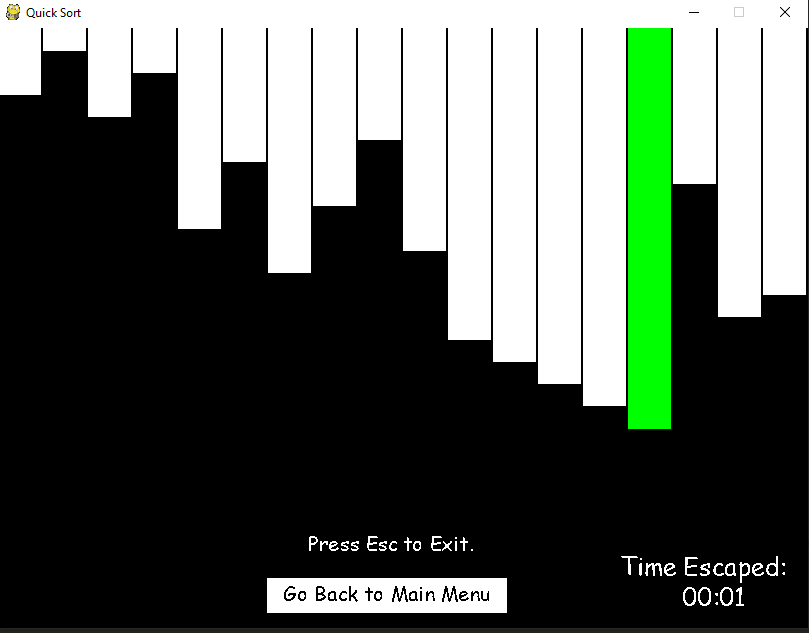 Quick Sort
Press Esc to Exit.
Go Back to Main Menu
Time Escaped:
00:01